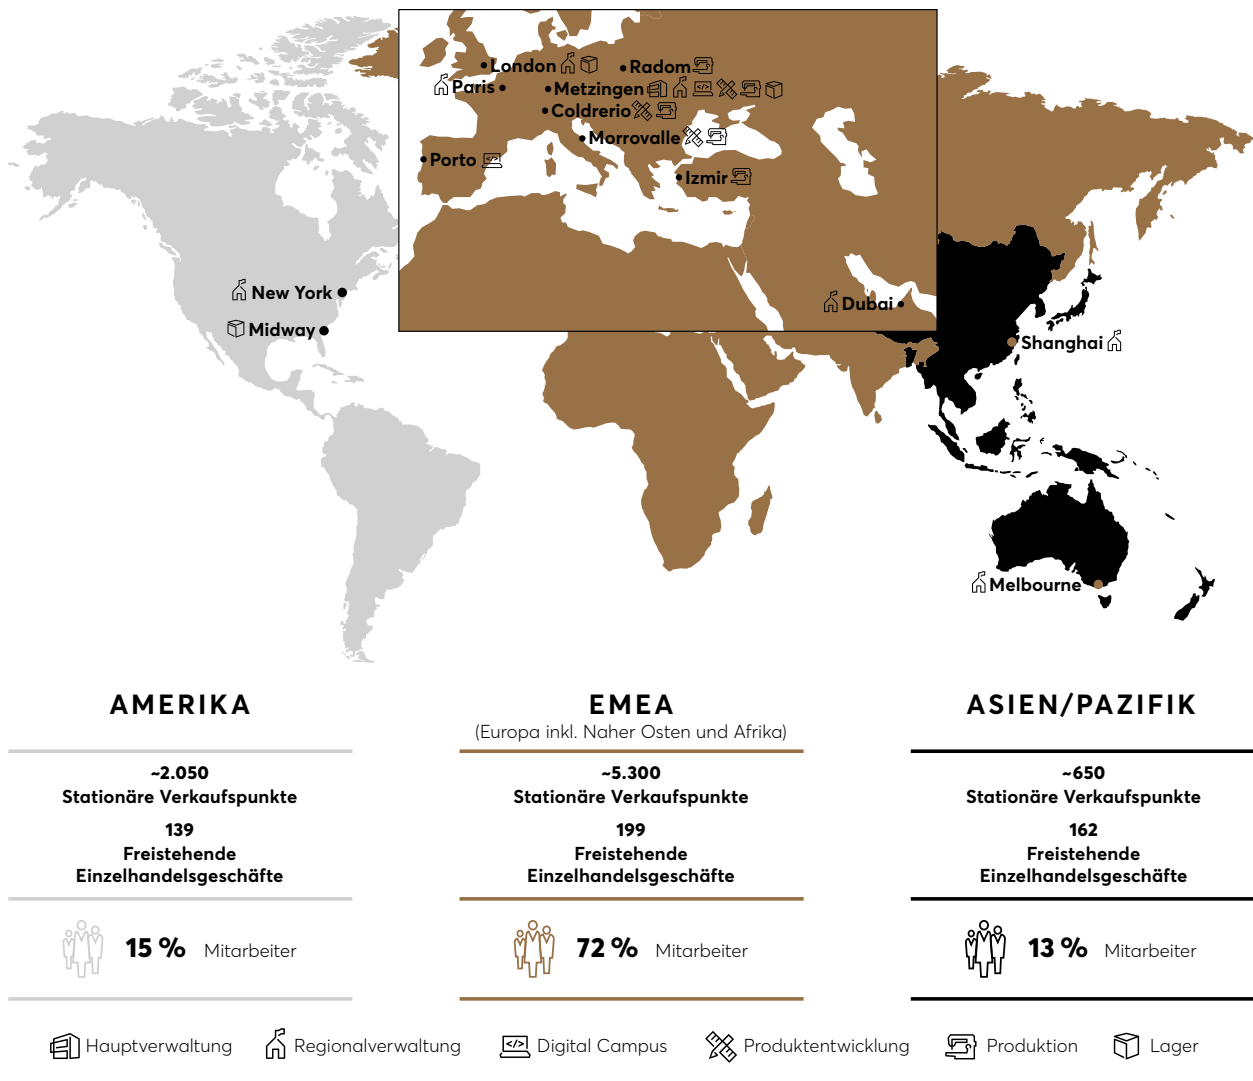 London
Radom
Paris
Metzingen
Coldrerio
Morrovalle
Porto
Izmir
New York
Dubai
Midway
Shanghai
Melbourne
AMERIKA
~2.050
Stationäre Verkaufspunkte
139
Freistehende
Einzelhandelsgeschäfte
15 % Mitarbeiter
EMEA
(Europa inkl. Naher Osten und Afrika)
~5.300
Stationäre Verkaufspunkte
199
Freistehende
Einzelhandelsgeschäfte
72 % Mitarbeiter
ASIEN/PAZIFIK
~650
Stationäre Verkaufspunkte
162
Freistehende
Einzelhandelsgeschäfte
13 % Mitarbeiter
Hauptverwaltung Regionalverwaltung </> Digital Campus Produktentwicklung Produktion Lager